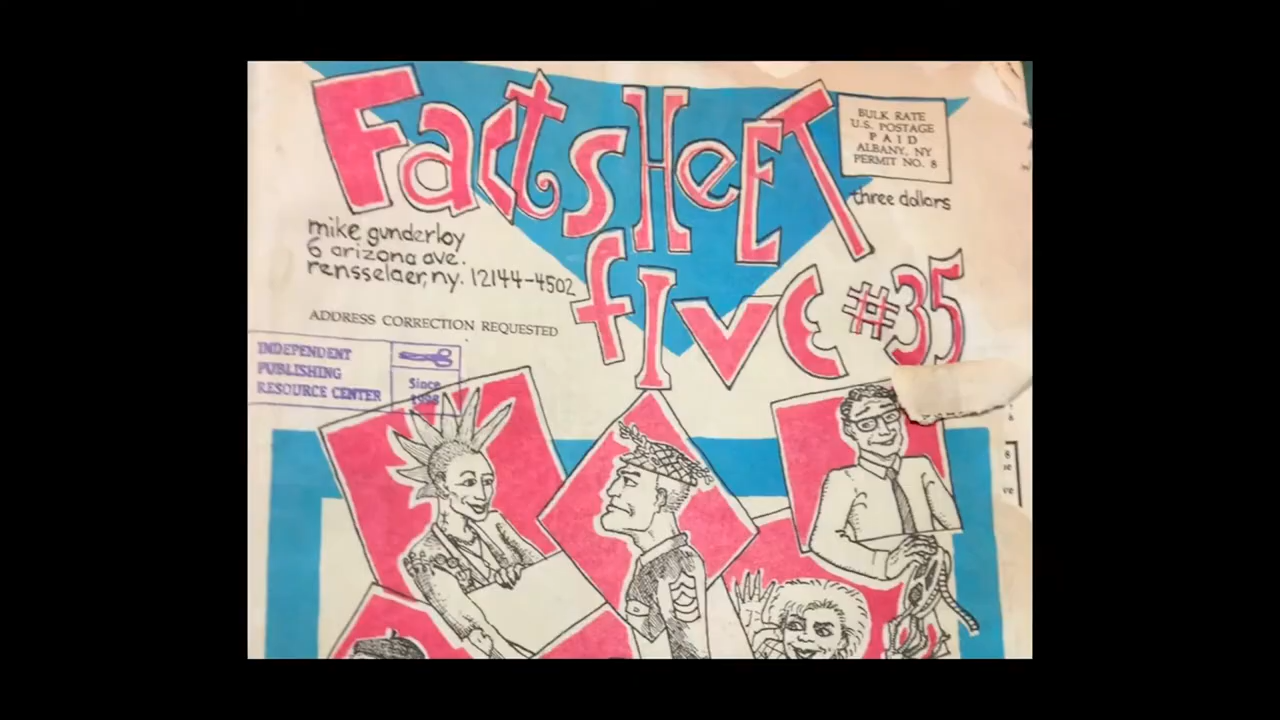 Factsheet
five #35
BULK RATE
U.S. POSTAGE
PAID
ALBANY, NY
PERMIT NO. 8
three dollars
mike gunderloy
6 arizona ave.
rensselaer, ny. 12144-4502
ADDRESS CORRECTION REQUESTED
INDEPENDENT
PUBLISHING
RESOURCE CENTER
Since
1998